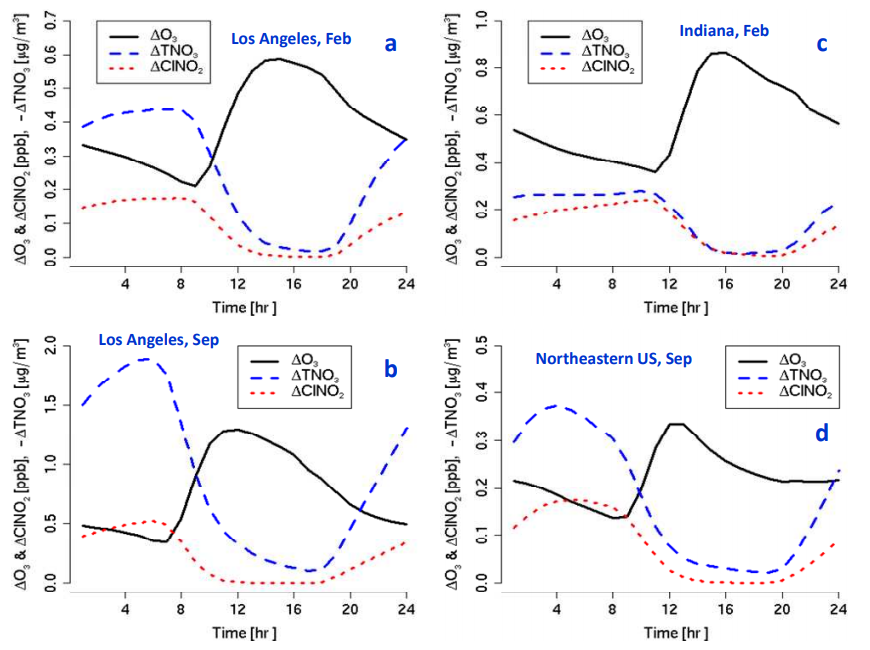 Los Angeles, Feb
a
ΔO₃
ΔTNO₃
ΔClNO₂
ΔO₃ & ΔClNO₂ [ppb], -ΔTNO₃ [µg/m³]
0.7
0.6
0.5
0.4
0.3
0.2
0.1
0.0
4 8 12 16 20 24
Time [hr ]
Indiana, Feb
c
ΔO₃
ΔTNO₃
ΔClNO₂
ΔO₃ & ΔClNO₂ [ppb], -ΔTNO₃ [µg/m³]
1.0
0.8
0.6
0.4
0.2
0.0
4 8 12 16 20 24
Time [hr ]
Los Angeles, Sep
b
ΔO₃
ΔTNO₃
ΔClNO₂
ΔO₃ & ΔClNO₂ [ppb], -ΔTNO₃ [µg/m³]
2.0
1.5
1.0
0.5
0.0
4 8 12 16 20 24
Time [hr ]
Northeastern US, Sep
d
ΔO₃
ΔTNO₃
ΔClNO₂
ΔO₃ & ΔClNO₂ [ppb], -ΔTNO₃ [µg/m³]
0.5
0.4
0.3
0.2
0.1
0.0
4 8 12 16 20 24
Time [hr ]